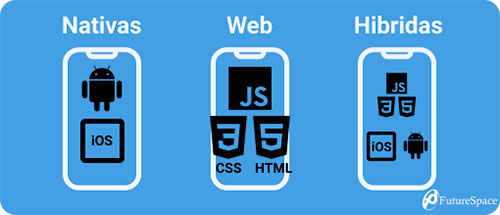 Nativas
Web
Hibridas
iOS
JS
3
5
CSS
HTML
JS
3
5
iOS
FutureSpace